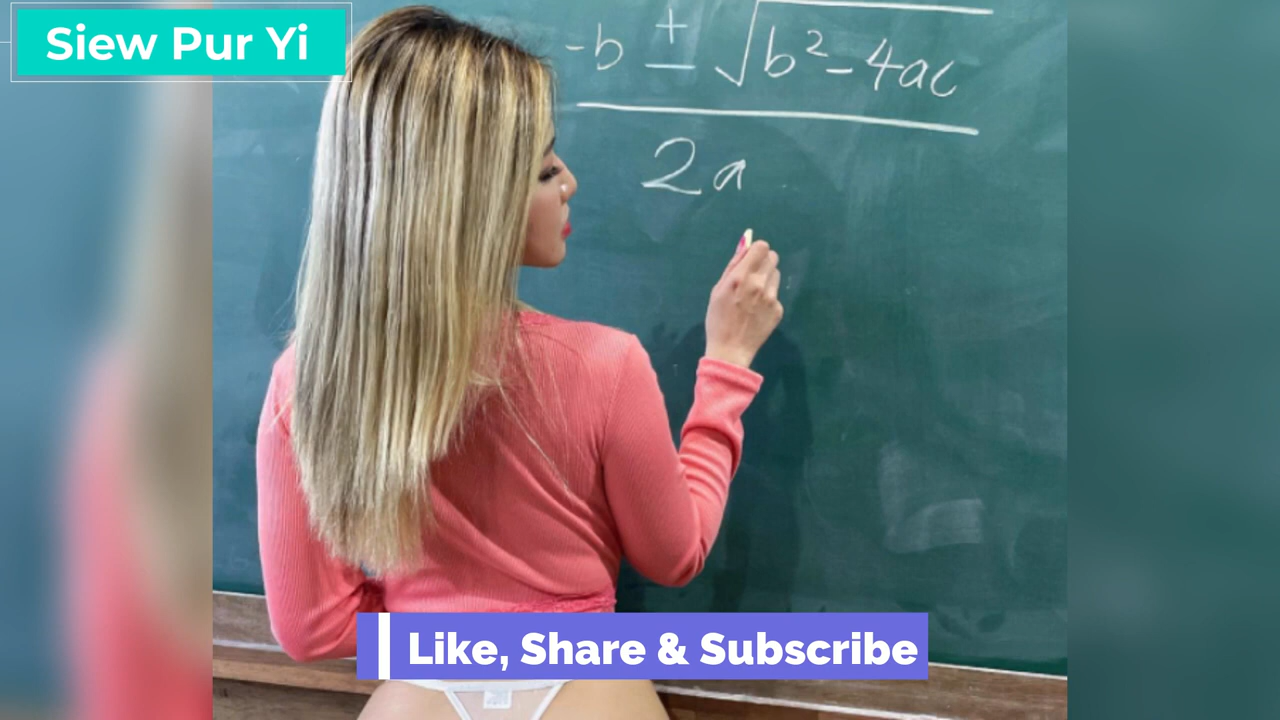 Siew Pur Yi
-b ± √b²-4ac
2a
Like, Share & Subscribe